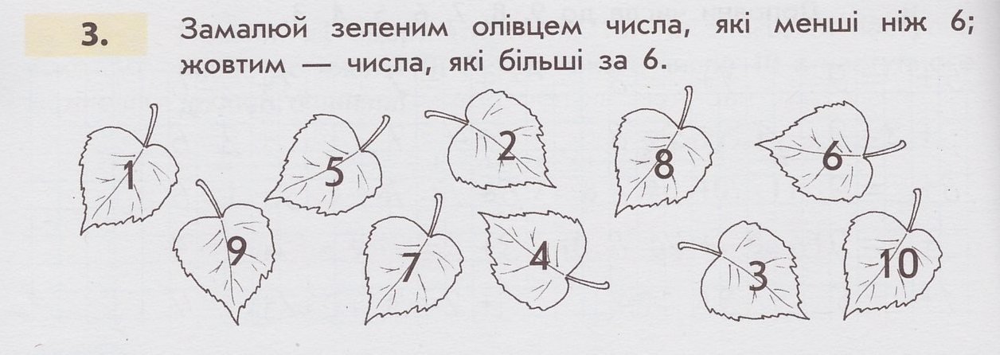 3. Замалюй зеленим олівцем числа, які менші ніж 6;
жовтим — числа, які більші за 6.
1 5 2 8 6
9 7 4 3 10